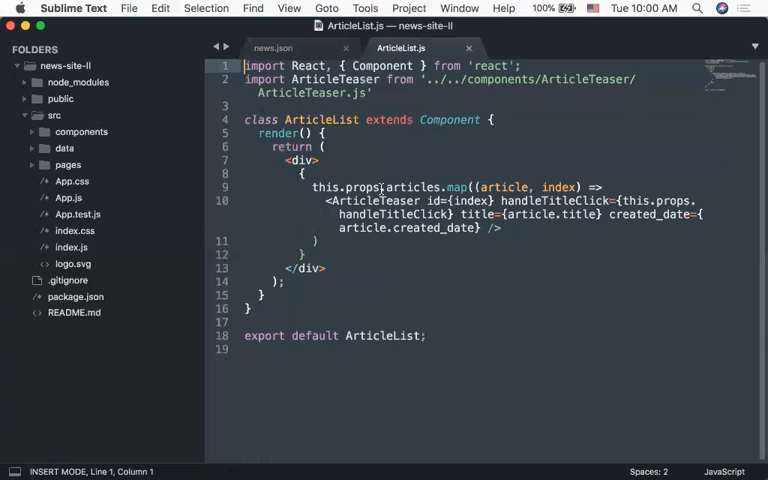 Sublime Text File Edit Selection Find View Goto Tools Project Window Help 100% Tue 10:00 AM
ArticleList.js — news-site-II
FOLDERS
news-site-II
node_modules
public
src
components
data
pages
App.css
App.js
App.test.js
index.css
index.js
logo.svg
.gitignore
package.json
README.md
news.json × ArticleList.js ×
1 import React, { Component } from 'react';
2 import ArticleTeaser from '../../components/ArticleTeaser/
ArticleTeaser.js'
3
4 class ArticleList extends Component {
5 render() {
6 return (
7 <div>
8 {
9 this.props.articles.map((article, index) =>
10 <ArticleTeaser id={index} handleTitleClick={this.props.
handleTitleClick} title={article.title} created_date={
article.created_date} />
11 )
12 }
13 </div>
14 );
15 }
16 }
17
18 export default ArticleList;
19
INSERT MODE, Line 1, Column 1 Spaces: 2 JavaScript